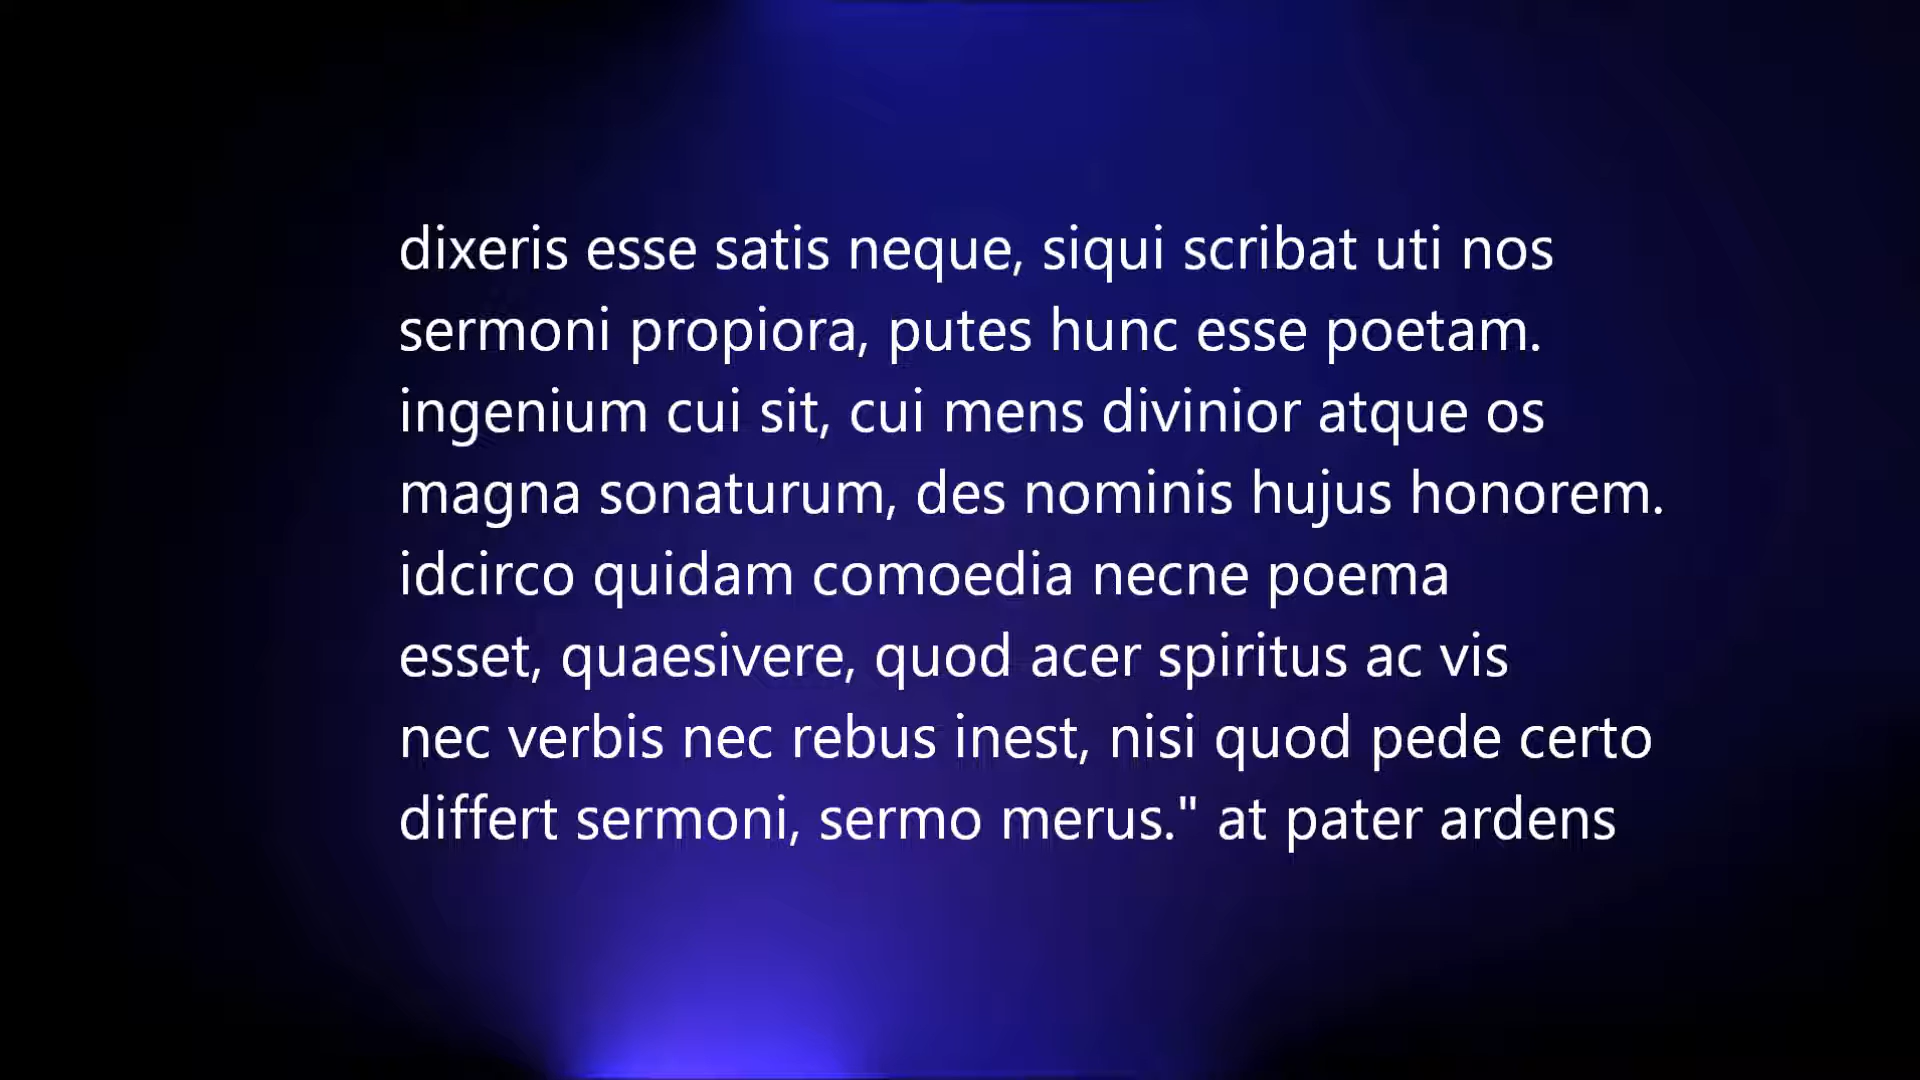 dixeris esse satis neque, siqui scribat uti nos
sermoni propiora, putes hunc esse poetam.
ingenium cui sit, cui mens divinior atque os
magna sonaturum, des nominis hujus honorem.
idcirco quidam comoedia necne poema
esset, quaesivere, quod acer spiritus ac vis
nec verbis nec rebus inest, nisi quod pede certo
differt sermoni, sermo merus." at pater ardens